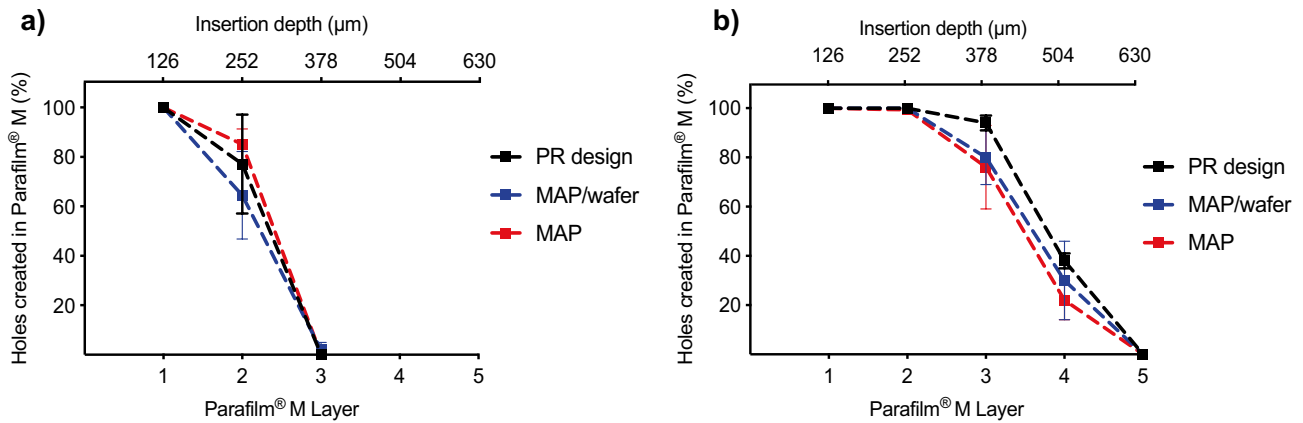 a)
Insertion depth (µm)
126 252 378 504 630
Holes created in Parafilm® M (%)
100
80
60
40
20
1 2 3 4 5
Parafilm® M Layer
PR design
MAP/wafer
MAP
b)
Insertion depth (µm)
126 252 378 504 630
Holes created in Parafilm® M (%)
100
80
60
40
20
1 2 3 4 5
Parafilm® M Layer
PR design
MAP/wafer
MAP